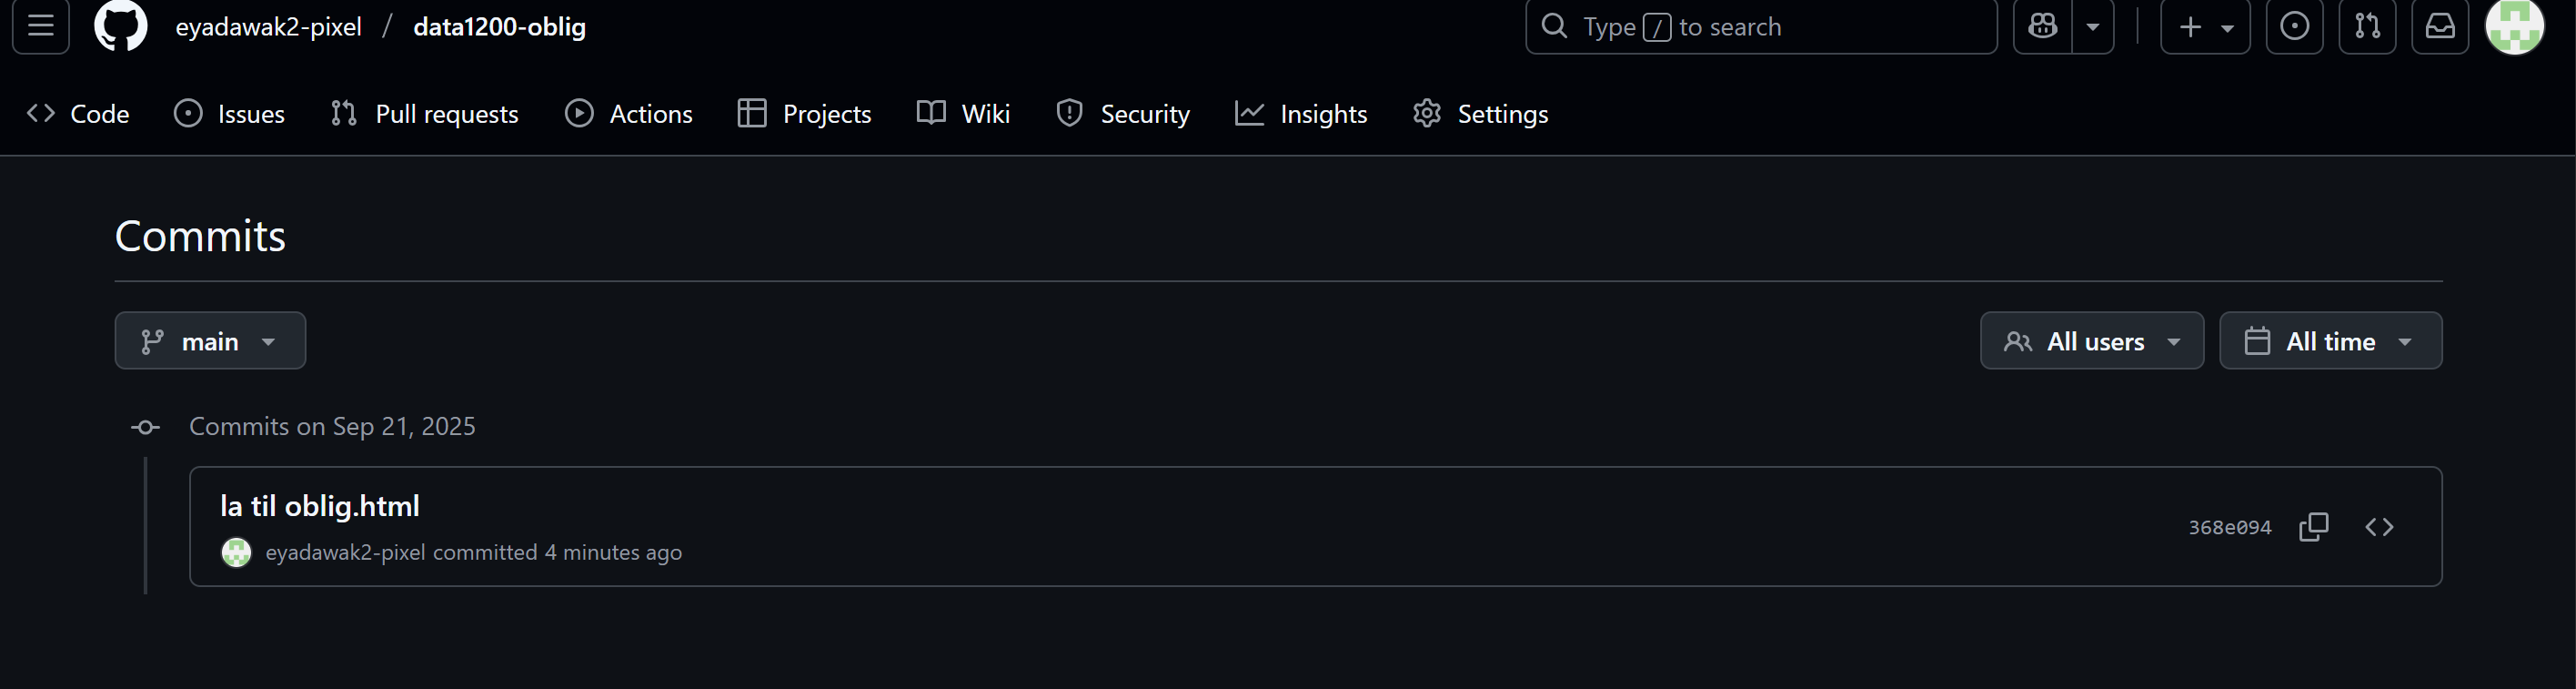 eyadawak2-pixel / data1200-oblig
Type / to search
Code Issues Pull requests Actions Projects Wiki Insights Security Settings
Commits
main
All users
All time
Commits on Sep 21, 2025
la til oblig.html
368e094
eyadawak2-pixel committed 4 minutes ago